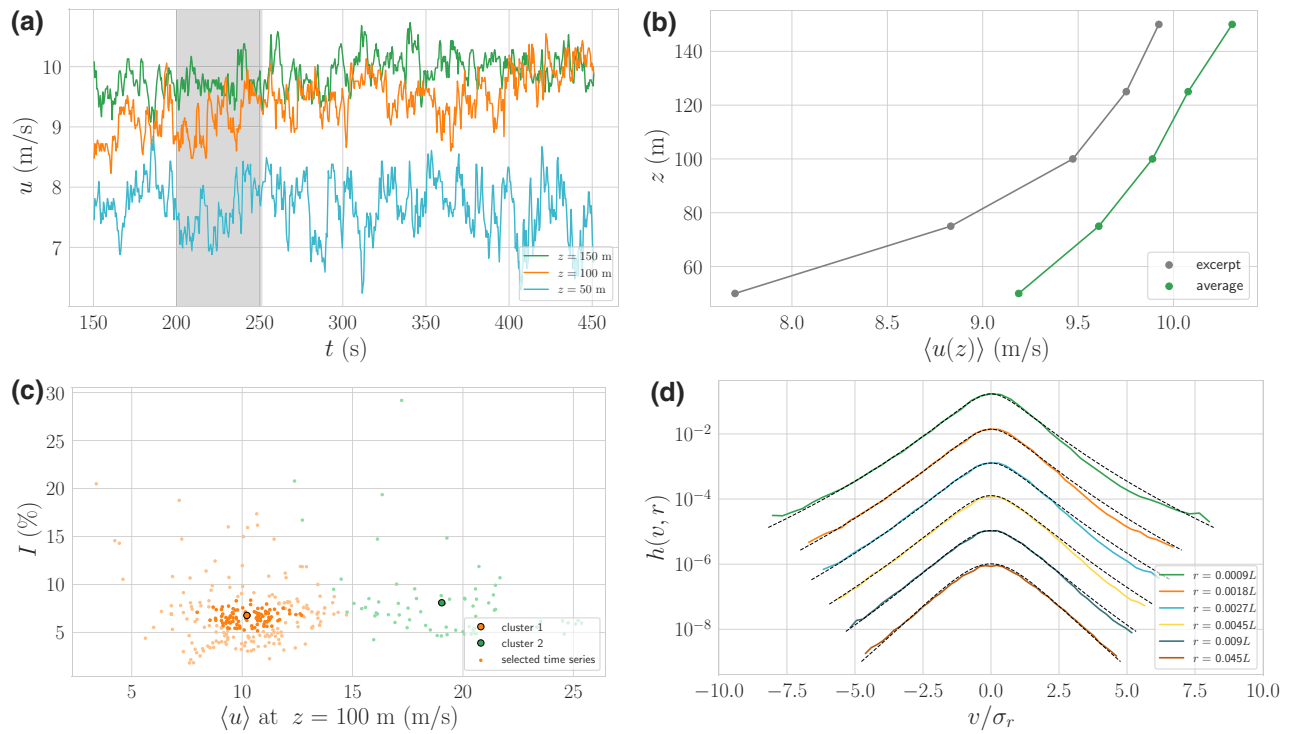 (a)
10
9
8
7
u (m/s)
150 200 250 300 350 400 450
t (s)
z = 150 m
z = 100 m
z = 50 m
(b)
140
120
100
80
60
z (m)
8.0 8.5 9.0 9.5 10.0
⟨u(z)⟩ (m/s)
excerpt
average
(c)
30
25
20
15
10
5
I (%)
5 10 15 20 25
⟨u⟩ at z = 100 m (m/s)
cluster 1
cluster 2
selected time series
(d)
10⁻²
10⁻⁴
10⁻⁶
10⁻⁸
h(v, r)
−10.0 −7.5 −5.0 −2.5 0.0 2.5 5.0 7.5 10.0
v/σᵣ
r = 0.0009L
r = 0.0018L
r = 0.0027L
r = 0.0045L
r = 0.009L
r = 0.045L